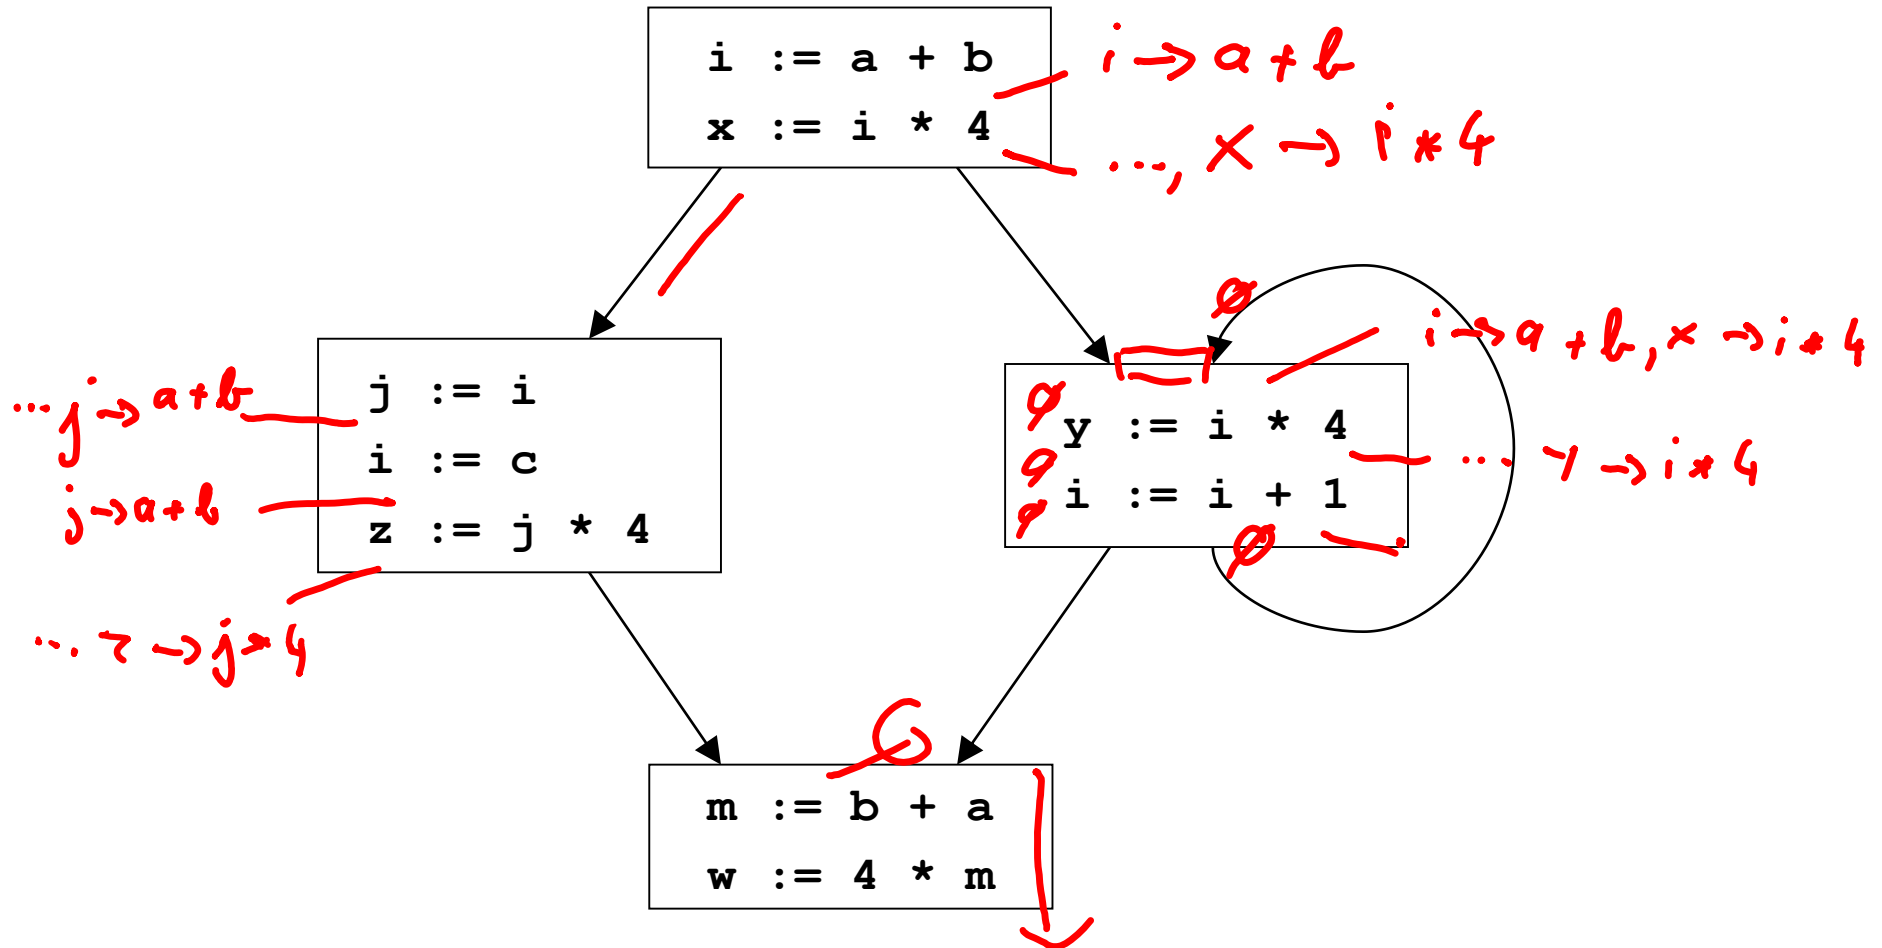 i := a + b
x := i * 4
i → a + b
..., x → i * 4
j := i
i := c
z := j * 4
... j → a + b
j → a + b
... z → j * 4
∅
i → a + b, x → i * 4
∅
y := i * 4
∅
i := i + 1
∅
∅
... y → i * 4
m := b + a
w := 4 * m